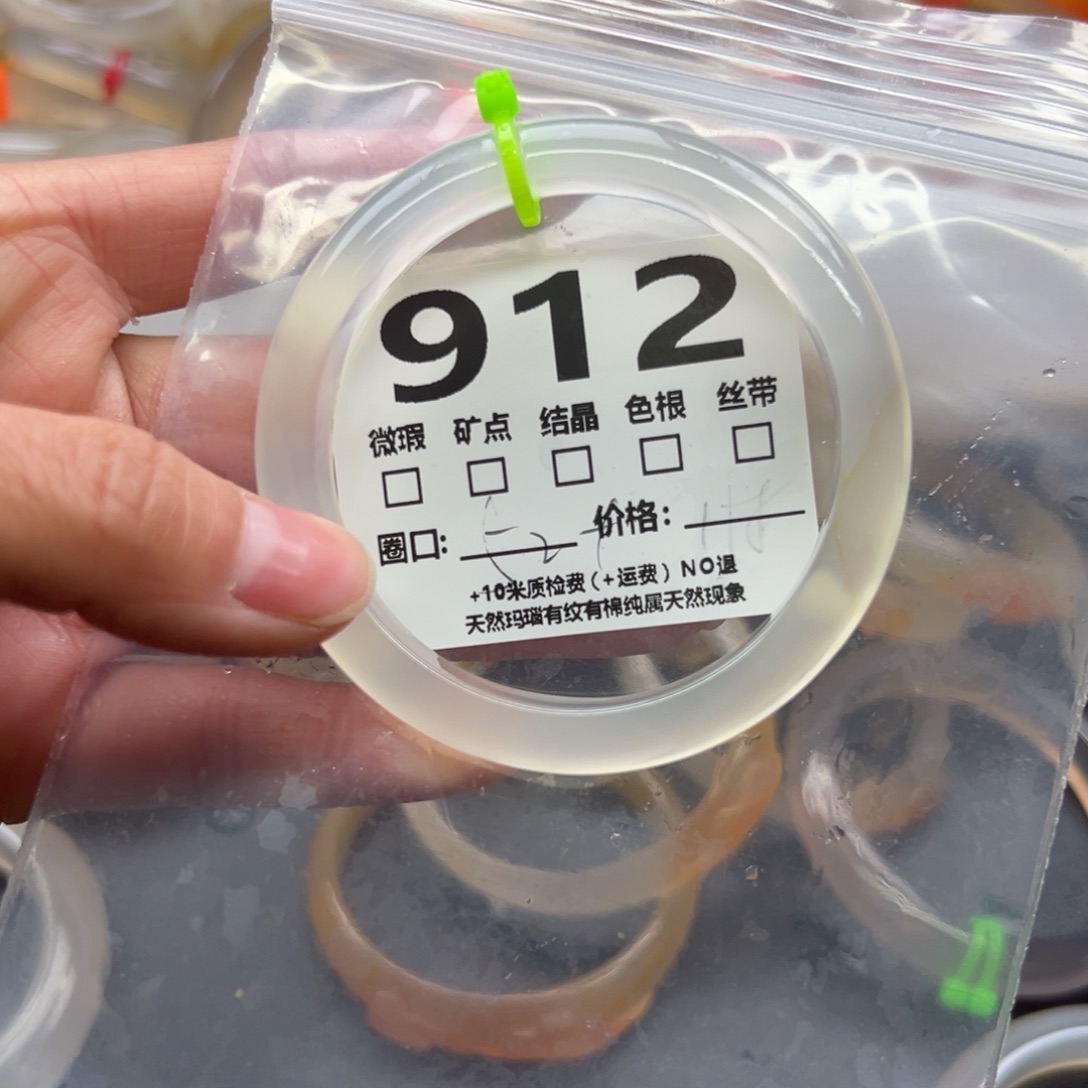 912
微瑕 矿点 结晶 色根 丝带
圈口: 价格:
+10米质检费(+运费) NO退
天然玛瑙有纹有棉纯属天然现象